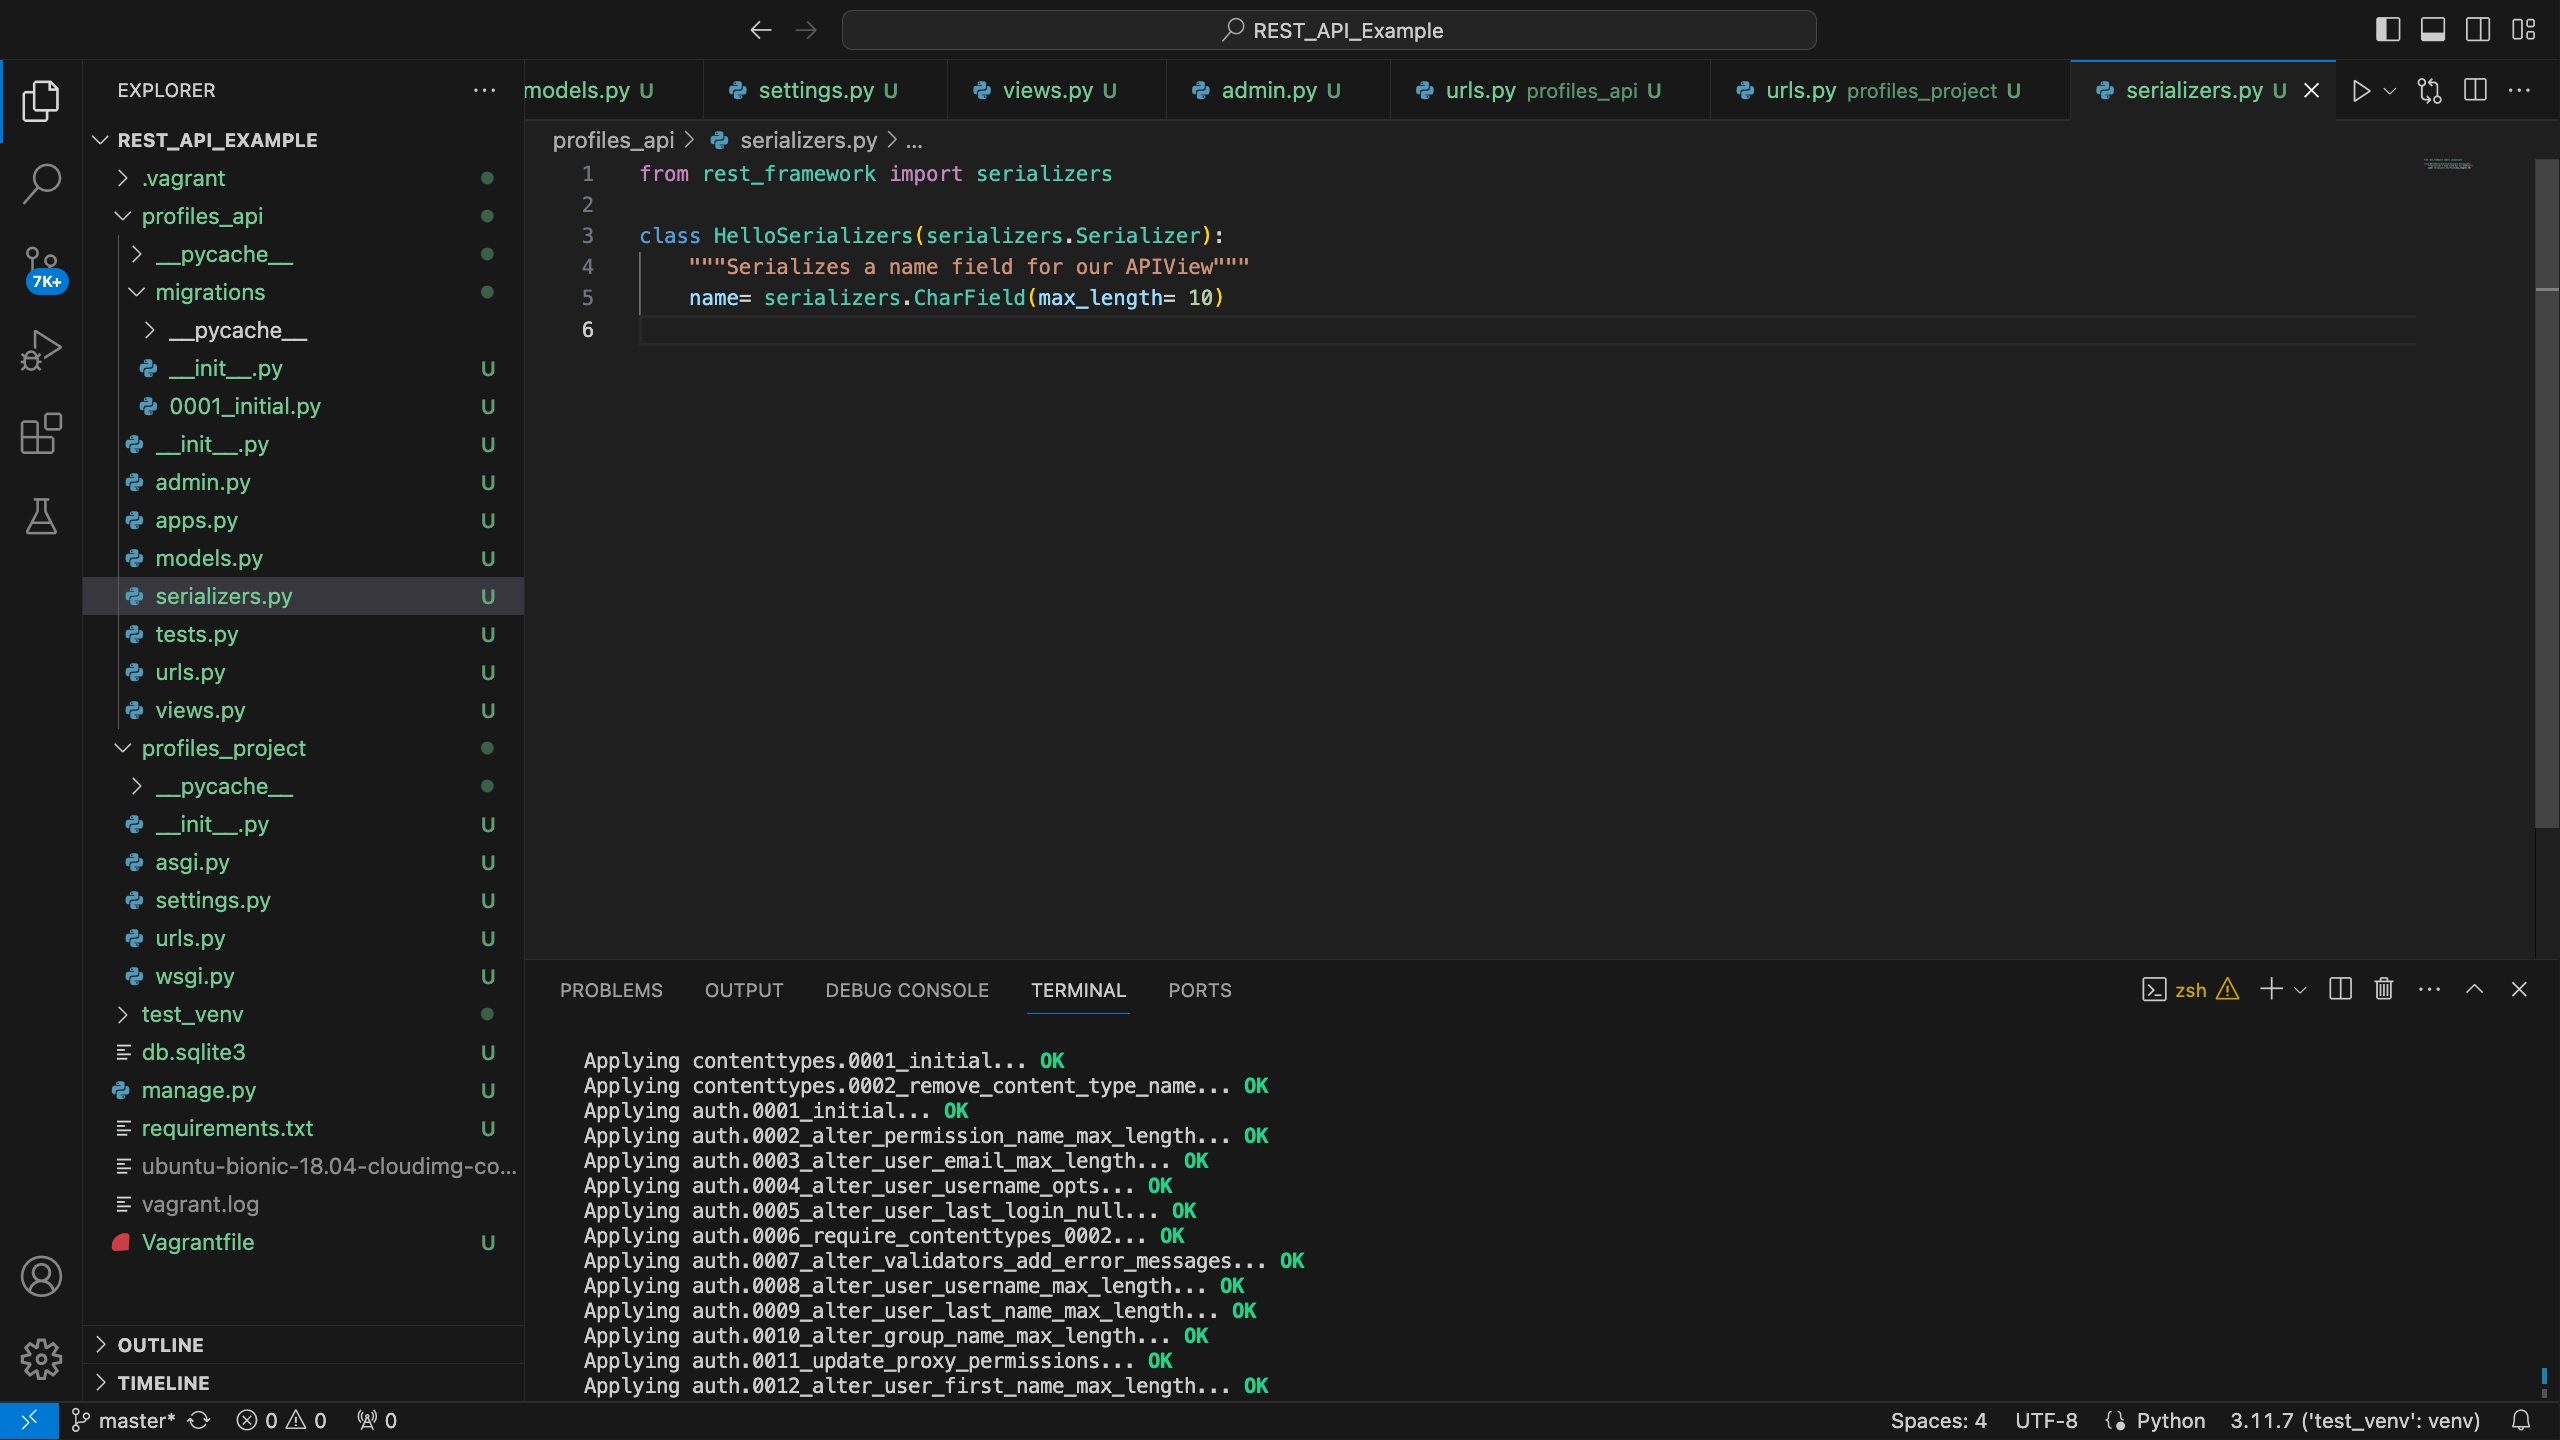 REST_API_Example
EXPLORER
models.py U
settings.py U
views.py U
admin.py U
urls.py profiles_api U
urls.py profiles_project U
serializers.py U
REST_API_EXAMPLE
.vagrant
profiles_api
__pycache__
migrations
__pycache__
__init__.py U
0001_initial.py U
__init__.py U
admin.py U
apps.py U
models.py U
serializers.py U
tests.py U
urls.py U
views.py U
profiles_project
__pycache__
__init__.py U
asgi.py U
settings.py U
urls.py U
wsgi.py U
test_venv
db.sqlite3 U
manage.py U
requirements.txt U
ubuntu-bionic-18.04-cloudimg-co...
vagrant.log
Vagrantfile U
OUTLINE
TIMELINE
7K+
profiles_api > serializers.py > ...
1 from rest_framework import serializers
2
3 class HelloSerializers(serializers.Serializer):
4 """Serializes a name field for our APIView"""
5 name= serializers.CharField(max_length= 10)
6
PROBLEMS OUTPUT DEBUG CONSOLE TERMINAL PORTS
zsh
Applying contenttypes.0001_initial... OK
Applying contenttypes.0002_remove_content_type_name... OK
Applying auth.0001_initial... OK
Applying auth.0002_alter_permission_name_max_length... OK
Applying auth.0003_alter_user_email_max_length... OK
Applying auth.0004_alter_user_username_opts... OK
Applying auth.0005_alter_user_last_login_null... OK
Applying auth.0006_require_contenttypes_0002... OK
Applying auth.0007_alter_validators_add_error_messages... OK
Applying auth.0008_alter_user_username_max_length... OK
Applying auth.0009_alter_user_last_name_max_length... OK
Applying auth.0010_alter_group_name_max_length... OK
Applying auth.0011_update_proxy_permissions... OK
Applying auth.0012_alter_user_first_name_max_length... OK
master* 0 0 0
Spaces: 4 UTF-8 Python 3.11.7 ('test_venv': venv)